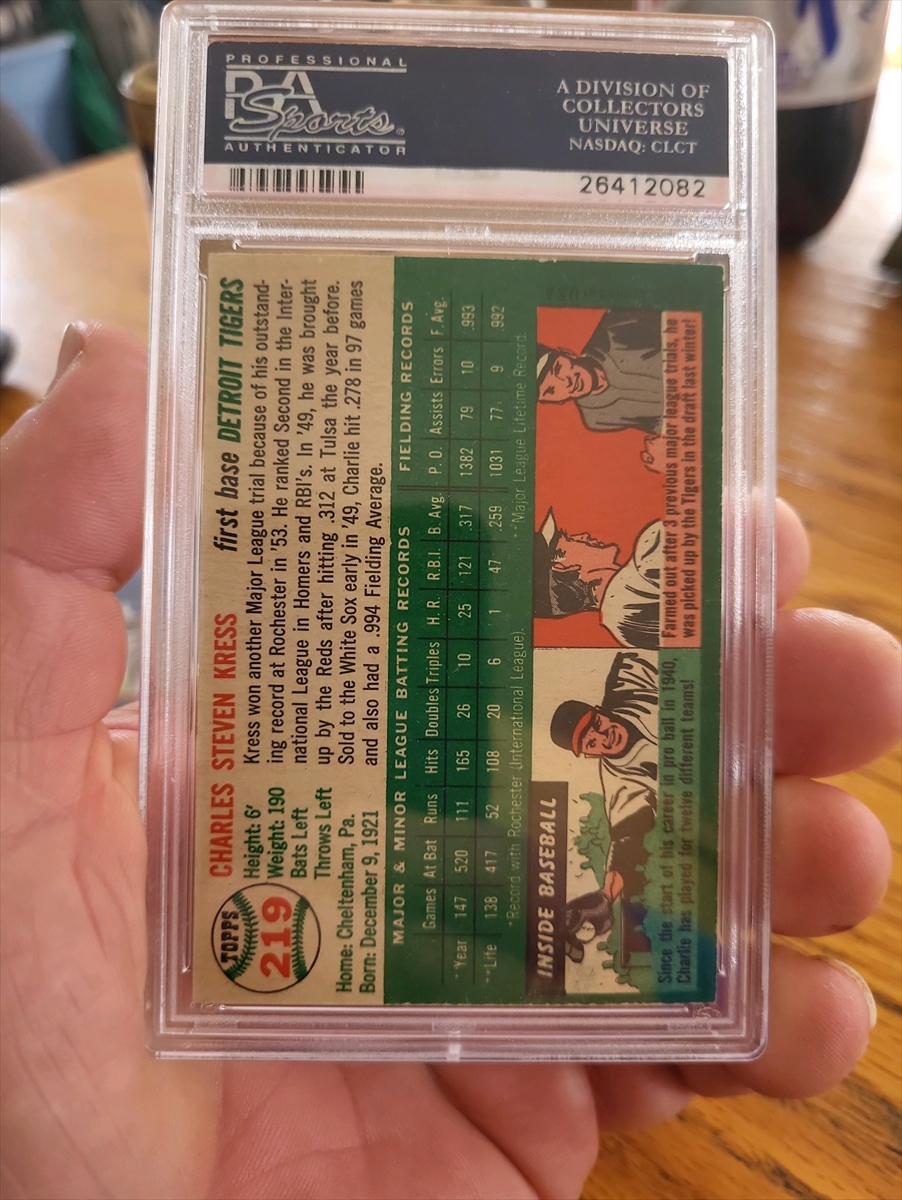 PROFESSIONAL
PSA
Sports®
AUTHENTICATOR
A DIVISION OF
COLLECTORS
UNIVERSE
NASDAQ: CLCT
26412082
TOPPS
219
CHARLES STEVEN KRESS first base DETROIT TIGERS
Height: 6'
Weight: 190
Bats Left
Throws Left
Home: Cheltenham, Pa.
Born: December 9, 1921
Kress won another Major League trial because of his outstand-
ing record at Rochester in '53. He ranked Second in the Inter-
national League in Homers and RBI's. In '49, he was brought
up by the Reds after hitting .312 at Tulsa the year before.
Sold to the White Sox early in '49, Charlie hit .278 in 97 games
and also had a .994 Fielding Average.
MAJOR & MINOR LEAGUE BATTING RECORDS FIELDING RECORDS
Games At Bat Runs Hits Doubles Triples H. R. R.B.I. B. Avg. P. O. Assists Errors F. Avg.
*Year 147 520 111 165 26 10 25 121 .317 1382 79 10 .993
**Life 138 417 52 108 20 6 1 47 .259 1031 77 9 .992
*Record with Rochester (International League). **Major League Lifetime Record.
INSIDE BASEBALL
Since the start of his career in pro ball in 1940,
Charlie has played for twelve different teams!
Farmed out after 3 previous major league trials, he
was picked up by the Tigers in the draft last winter!